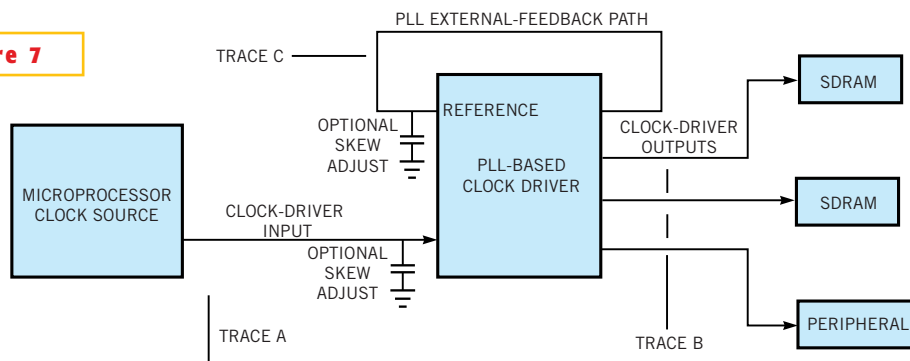 re 7
PLL EXTERNAL-FEEDBACK PATH
TRACE C
OPTIONAL
SKEW
ADJUST
REFERENCE
PLL-BASED
CLOCK DRIVER
CLOCK-DRIVER
OUTPUTS
SDRAM
SDRAM
PERIPHERAL
MICROPROCESSOR
CLOCK SOURCE
CLOCK-DRIVER
INPUT
OPTIONAL
SKEW
ADJUST
TRACE A
TRACE B